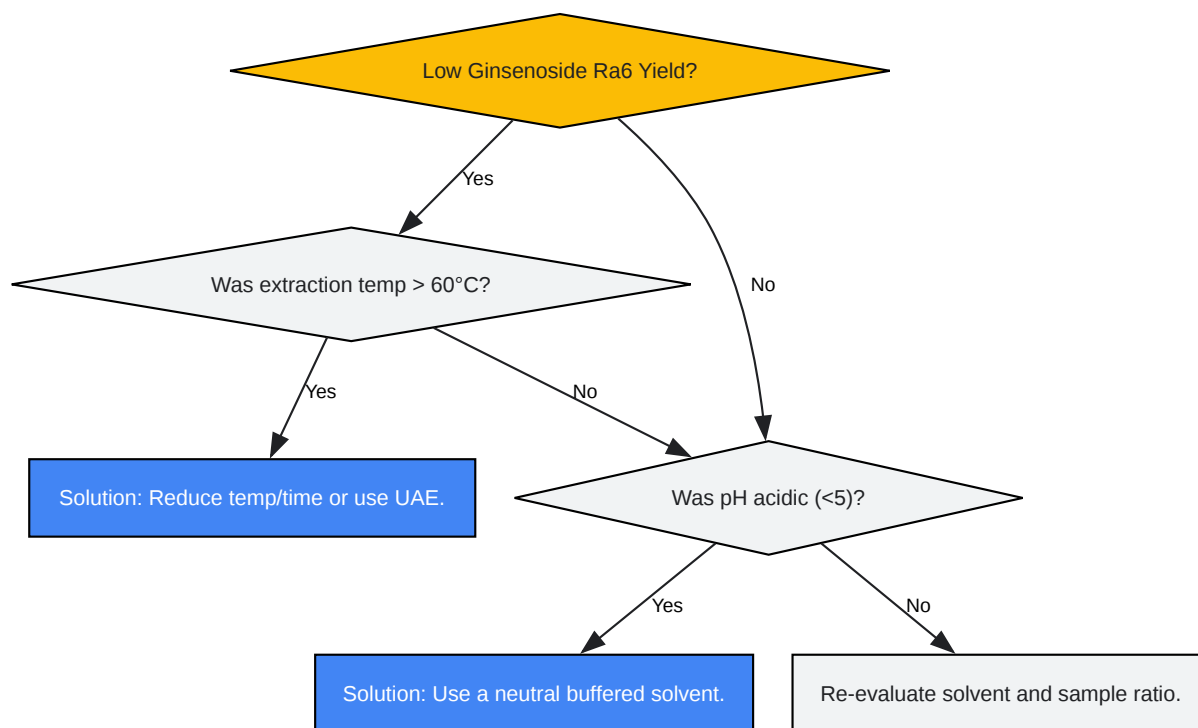 Low Ginsenoside Ra6 Yield?
Yes
Was extraction temp > 60°C?
No
Yes
No
Solution: Reduce temp/time or use UAE.
Was pH acidic (<5)?
Yes
No
Solution: Use a neutral buffered solvent.
Re-evaluate solvent and sample ratio.